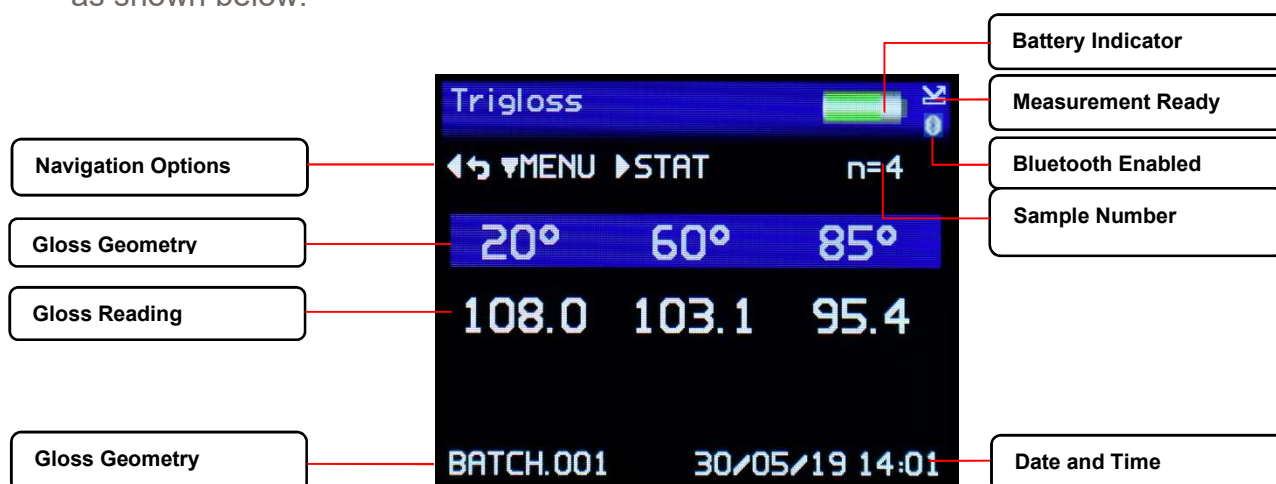 as shown below:
Battery Indicator
Trigloss
Measurement Ready
Navigation Options
MENU STAT n=4
Bluetooth Enabled
Sample Number
Gloss Geometry
20° 60° 85°
Gloss Reading
108.0 103.1 95.4
Gloss Geometry
BATCH.001 30/05/19 14:01
Date and Time